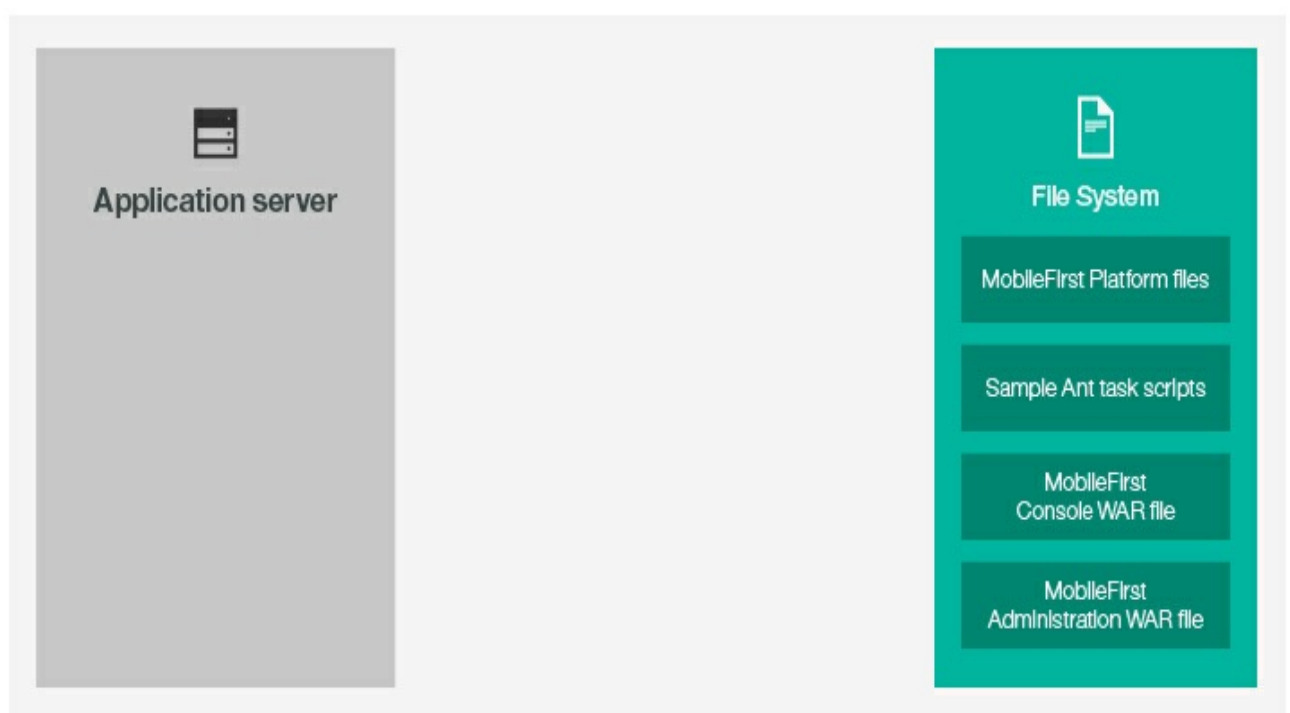 Application server
File System
MobileFirst Platform files
Sample Ant task scripts
MobileFirst
Console WAR file
MobileFirst
Administration WAR file